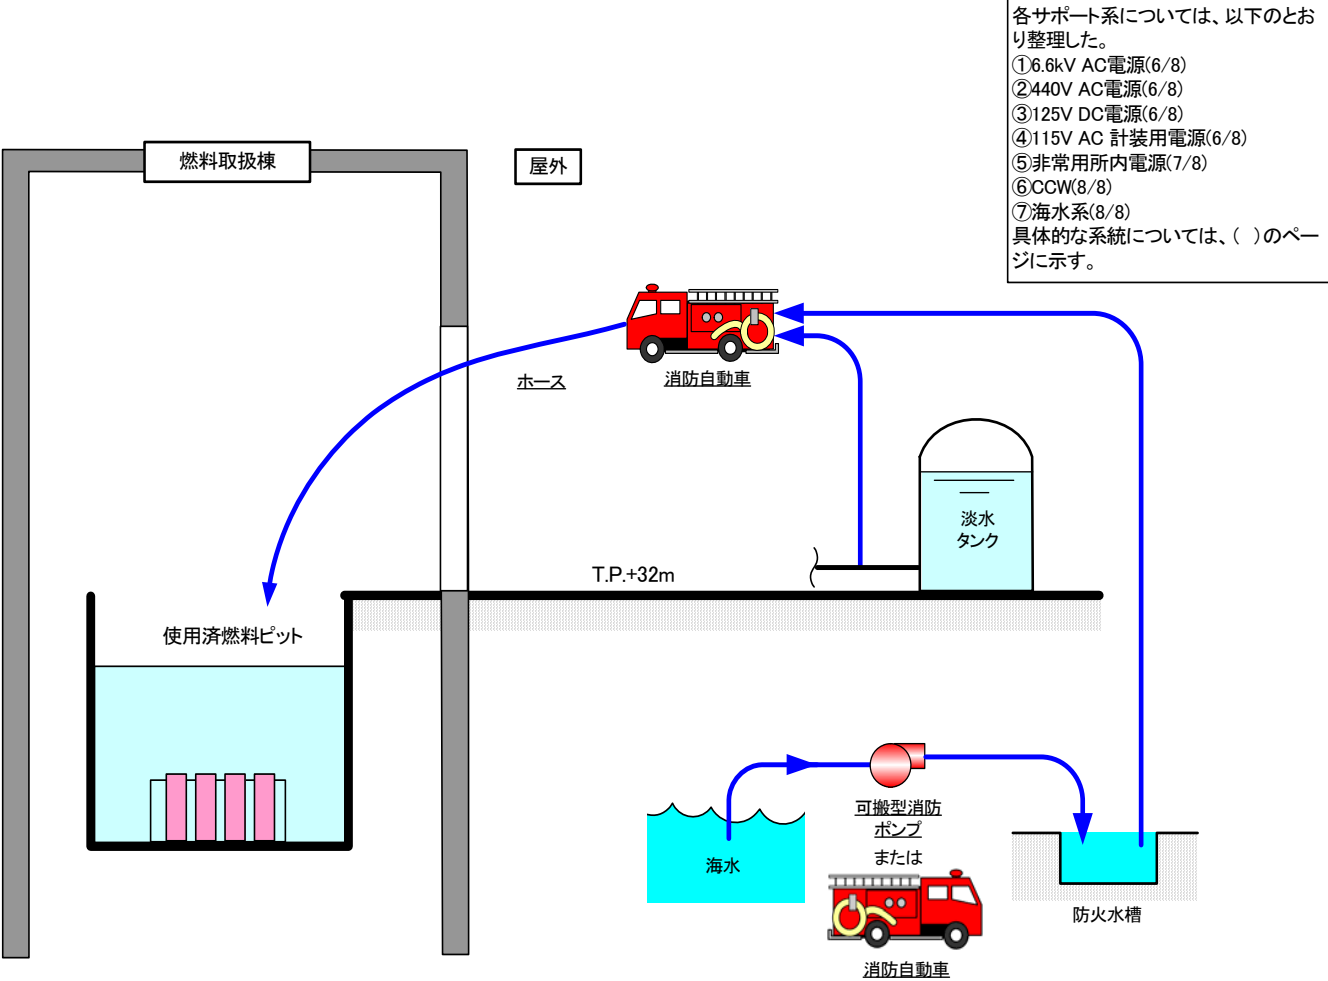 各サポート系については、以下のとお
り整理した。
①6.6kV AC電源(6/8)
②440V AC電源(6/8)
③125V DC電源(6/8)
④115V AC 計装用電源(6/8)
⑤非常用所内電源(7/8)
⑥CCW(8/8)
⑦海水系(8/8)
具体的な系統については、( )のペー
ジに示す。
燃料取扱棟
屋外
ホース
消防自動車
淡水
タンク
T.P.+32m
使用済燃料ピット
可搬型消防
ポンプ
または
海水
防火水槽
消防自動車